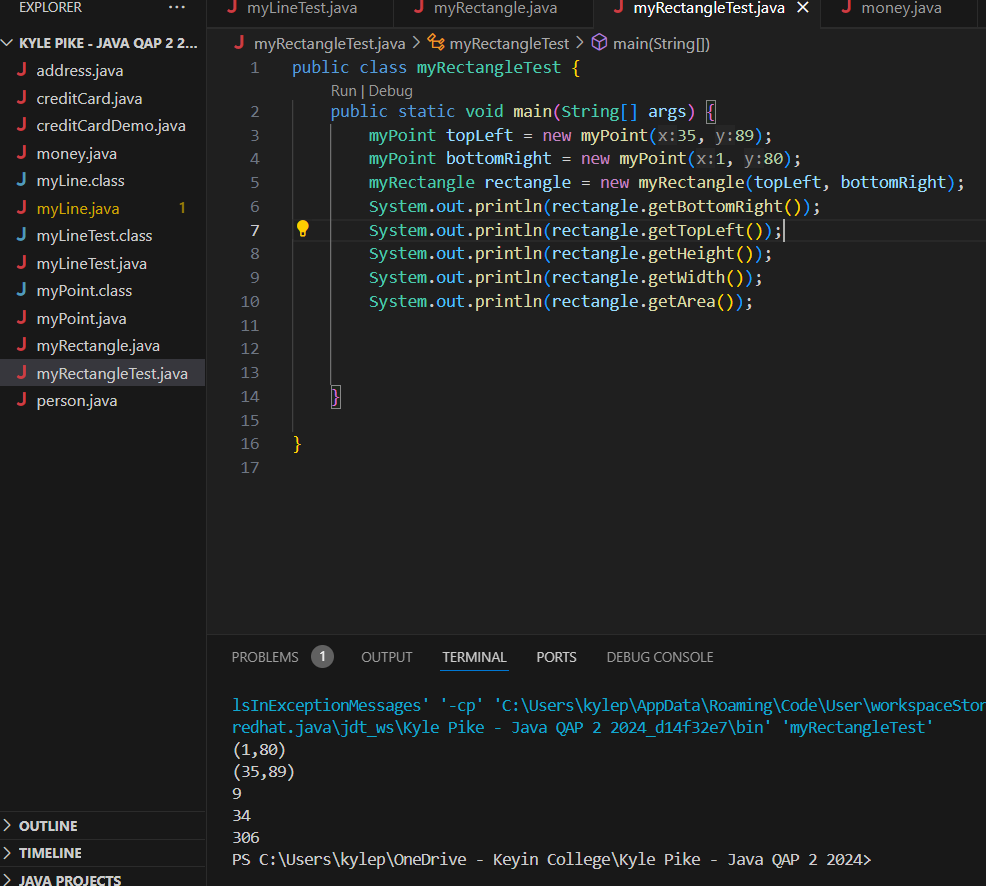 EXPLORER ...
KYLE PIKE - JAVA QAP 2 2...
address.java
creditCard.java
creditCardDemo.java
money.java
myLine.class
myLine.java 1
myLineTest.class
myLineTest.java
myPoint.class
myPoint.java
myRectangle.java
myRectangleTest.java
person.java
OUTLINE
TIMELINE
JAVA PROJECTS
myLineTest.java myRectangle.java myRectangleTest.java money.java
myRectangleTest.java > myRectangleTest > main(String[])
1 public class myRectangleTest {
Run | Debug
2 public static void main(String[] args) {
3 myPoint topLeft = new myPoint(x:35, y:89);
4 myPoint bottomRight = new myPoint(x:1, y:80);
5 myRectangle rectangle = new myRectangle(topLeft, bottomRight);
6 System.out.println(rectangle.getBottomRight());
7 System.out.println(rectangle.getTopLeft());
8 System.out.println(rectangle.getHeight());
9 System.out.println(rectangle.getWidth());
10 System.out.println(rectangle.getArea());
11
12
13
14 }
15
16 }
17
PROBLEMS 1 OUTPUT TERMINAL PORTS DEBUG CONSOLE
lsInExceptionMessages' '-cp' 'C:\Users\kylep\AppData\Roaming\Code\User\workspaceStor
redhat.java\jdt_ws\Kyle Pike - Java QAP 2 2024_d14f32e7\bin' 'myRectangleTest'
(1,80)
(35,89)
9
34
306
PS C:\Users\kylep\OneDrive - Keyin College\Kyle Pike - Java QAP 2 2024>